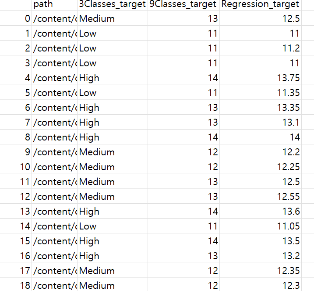 path 3Classes_target 9Classes_target Regression_target
0 /content/c Medium 13 12.5
1 /content/c Low 11 11
2 /content/c Low 11 11.2
3 /content/c Low 11 11
4 /content/c High 14 13.75
5 /content/c Low 11 11.35
6 /content/c High 13 13.35
7 /content/c High 13 13.1
8 /content/c High 14 14
9 /content/c Medium 12 12.2
10 /content/c Medium 12 12.25
11 /content/c Medium 13 12.5
12 /content/c Medium 13 12.55
13 /content/c High 14 13.6
14 /content/c Low 11 11.05
15 /content/c High 14 13.5
16 /content/c High 13 13.2
17 /content/c Medium 12 12.35
18 /content/c Medium 12 12.3